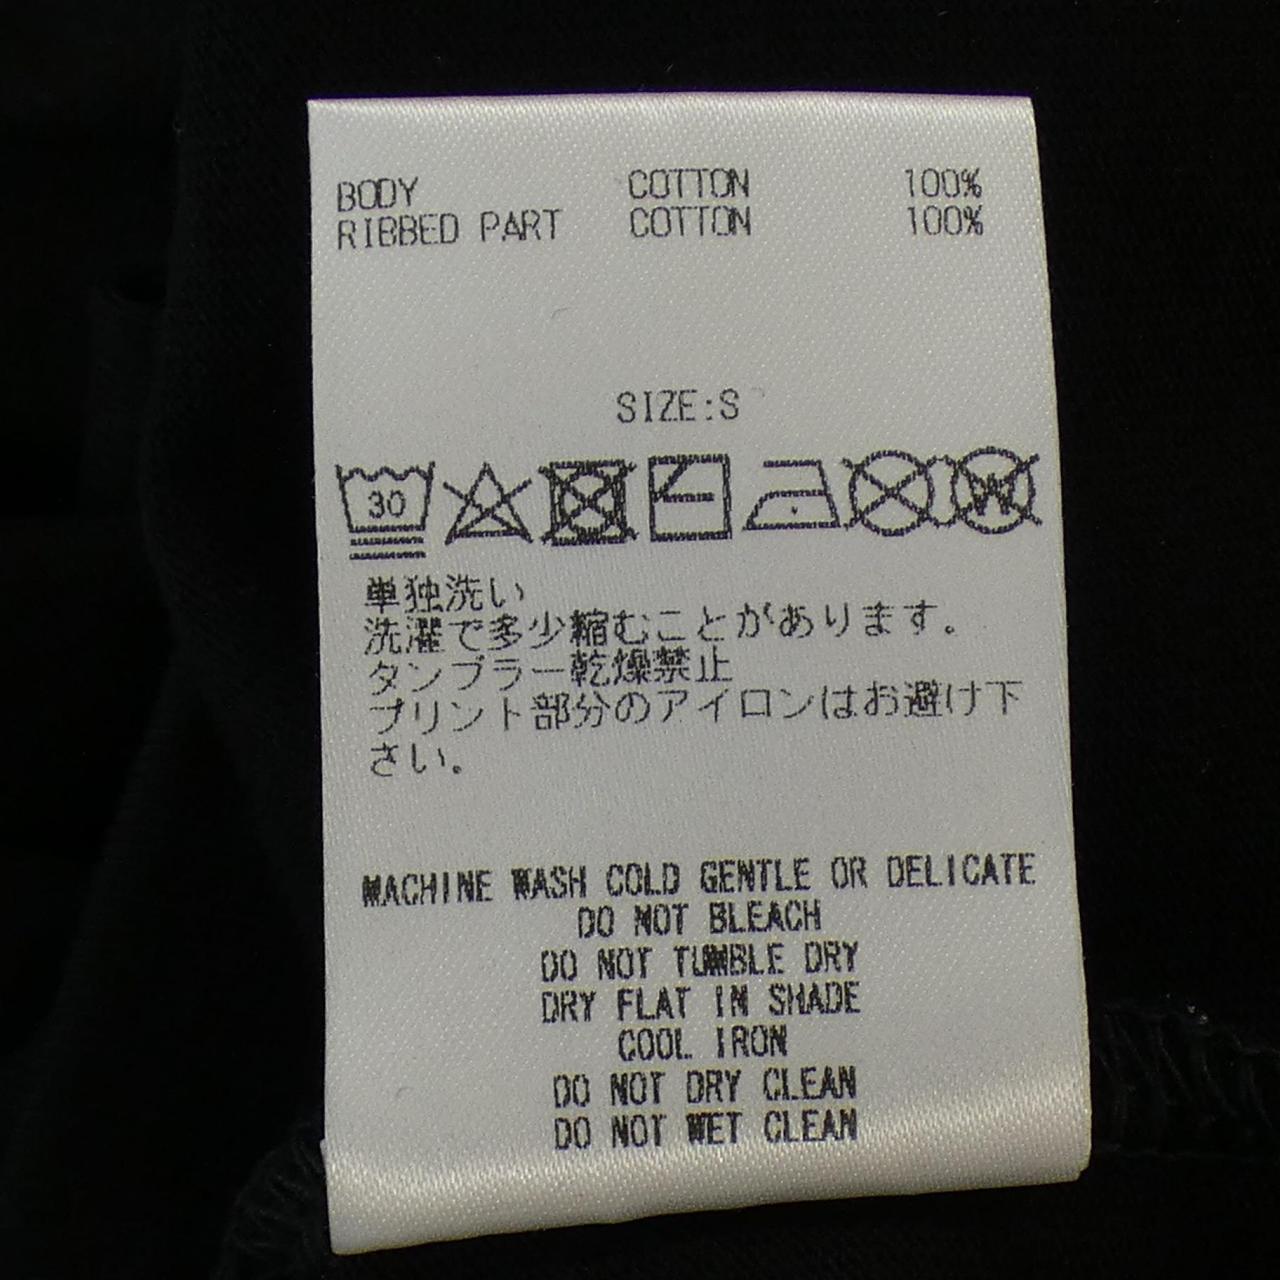 BODY COTTON 100%
RIBBED PART COTTON 100%
SIZE:S
30 W
単独洗い
洗濯で多少縮むことがあります。
タンブラー乾燥禁止
プリント部分のアイロンはお避け下
さい。
MACHINE WASH COLD GENTLE OR DELICATE
DO NOT BLEACH
DO NOT TUMBLE DRY
DRY FLAT IN SHADE
COOL IRON
DO NOT DRY CLEAN
DO NOT WET CLEAN